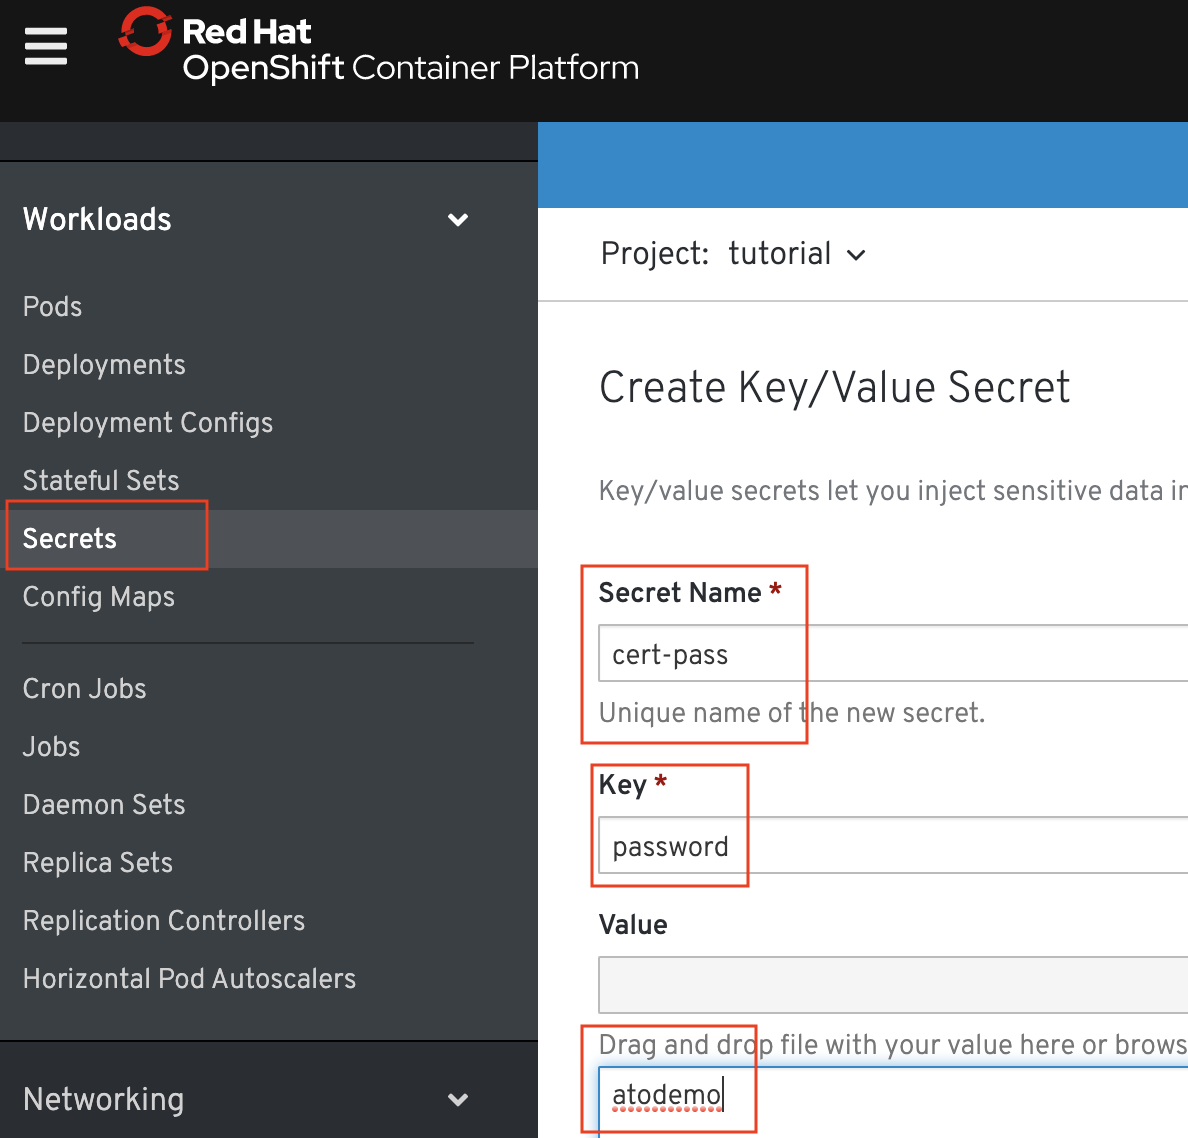 Red Hat
OpenShift Container Platform
Workloads
Pods
Deployments
Deployment Configs
Stateful Sets
Secrets
Config Maps
Cron Jobs
Jobs
Daemon Sets
Replica Sets
Replication Controllers
Horizontal Pod Autoscalers
Networking
Project: tutorial
Create Key/Value Secret
Key/value secrets let you inject sensitive data in
Secret Name *
cert-pass
Unique name of the new secret.
Key *
password
Value
Drag and drop file with your value here or brows
atodemo